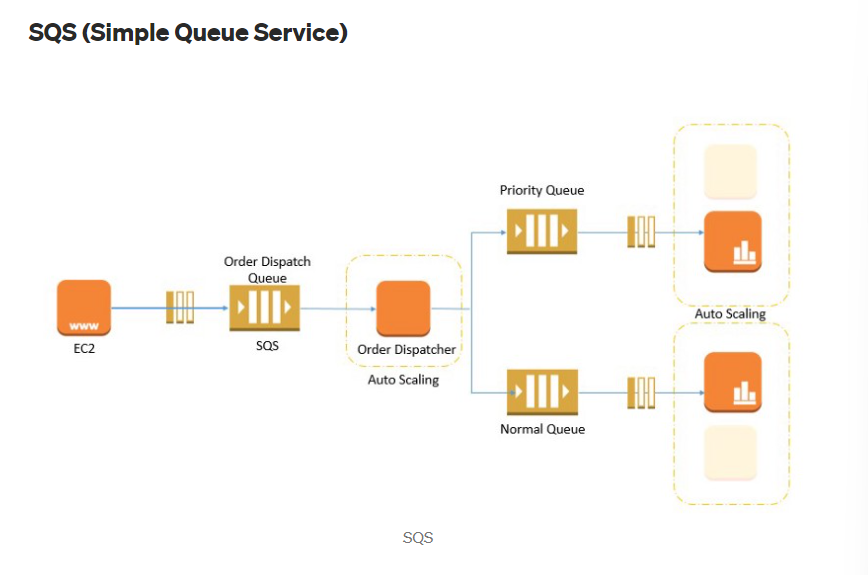 SQS (Simple Queue Service)
Priority Queue
Order Dispatch
Queue
www
EC2
SQS
Order Dispatcher
Auto Scaling
Auto Scaling
Normal Queue
SQS